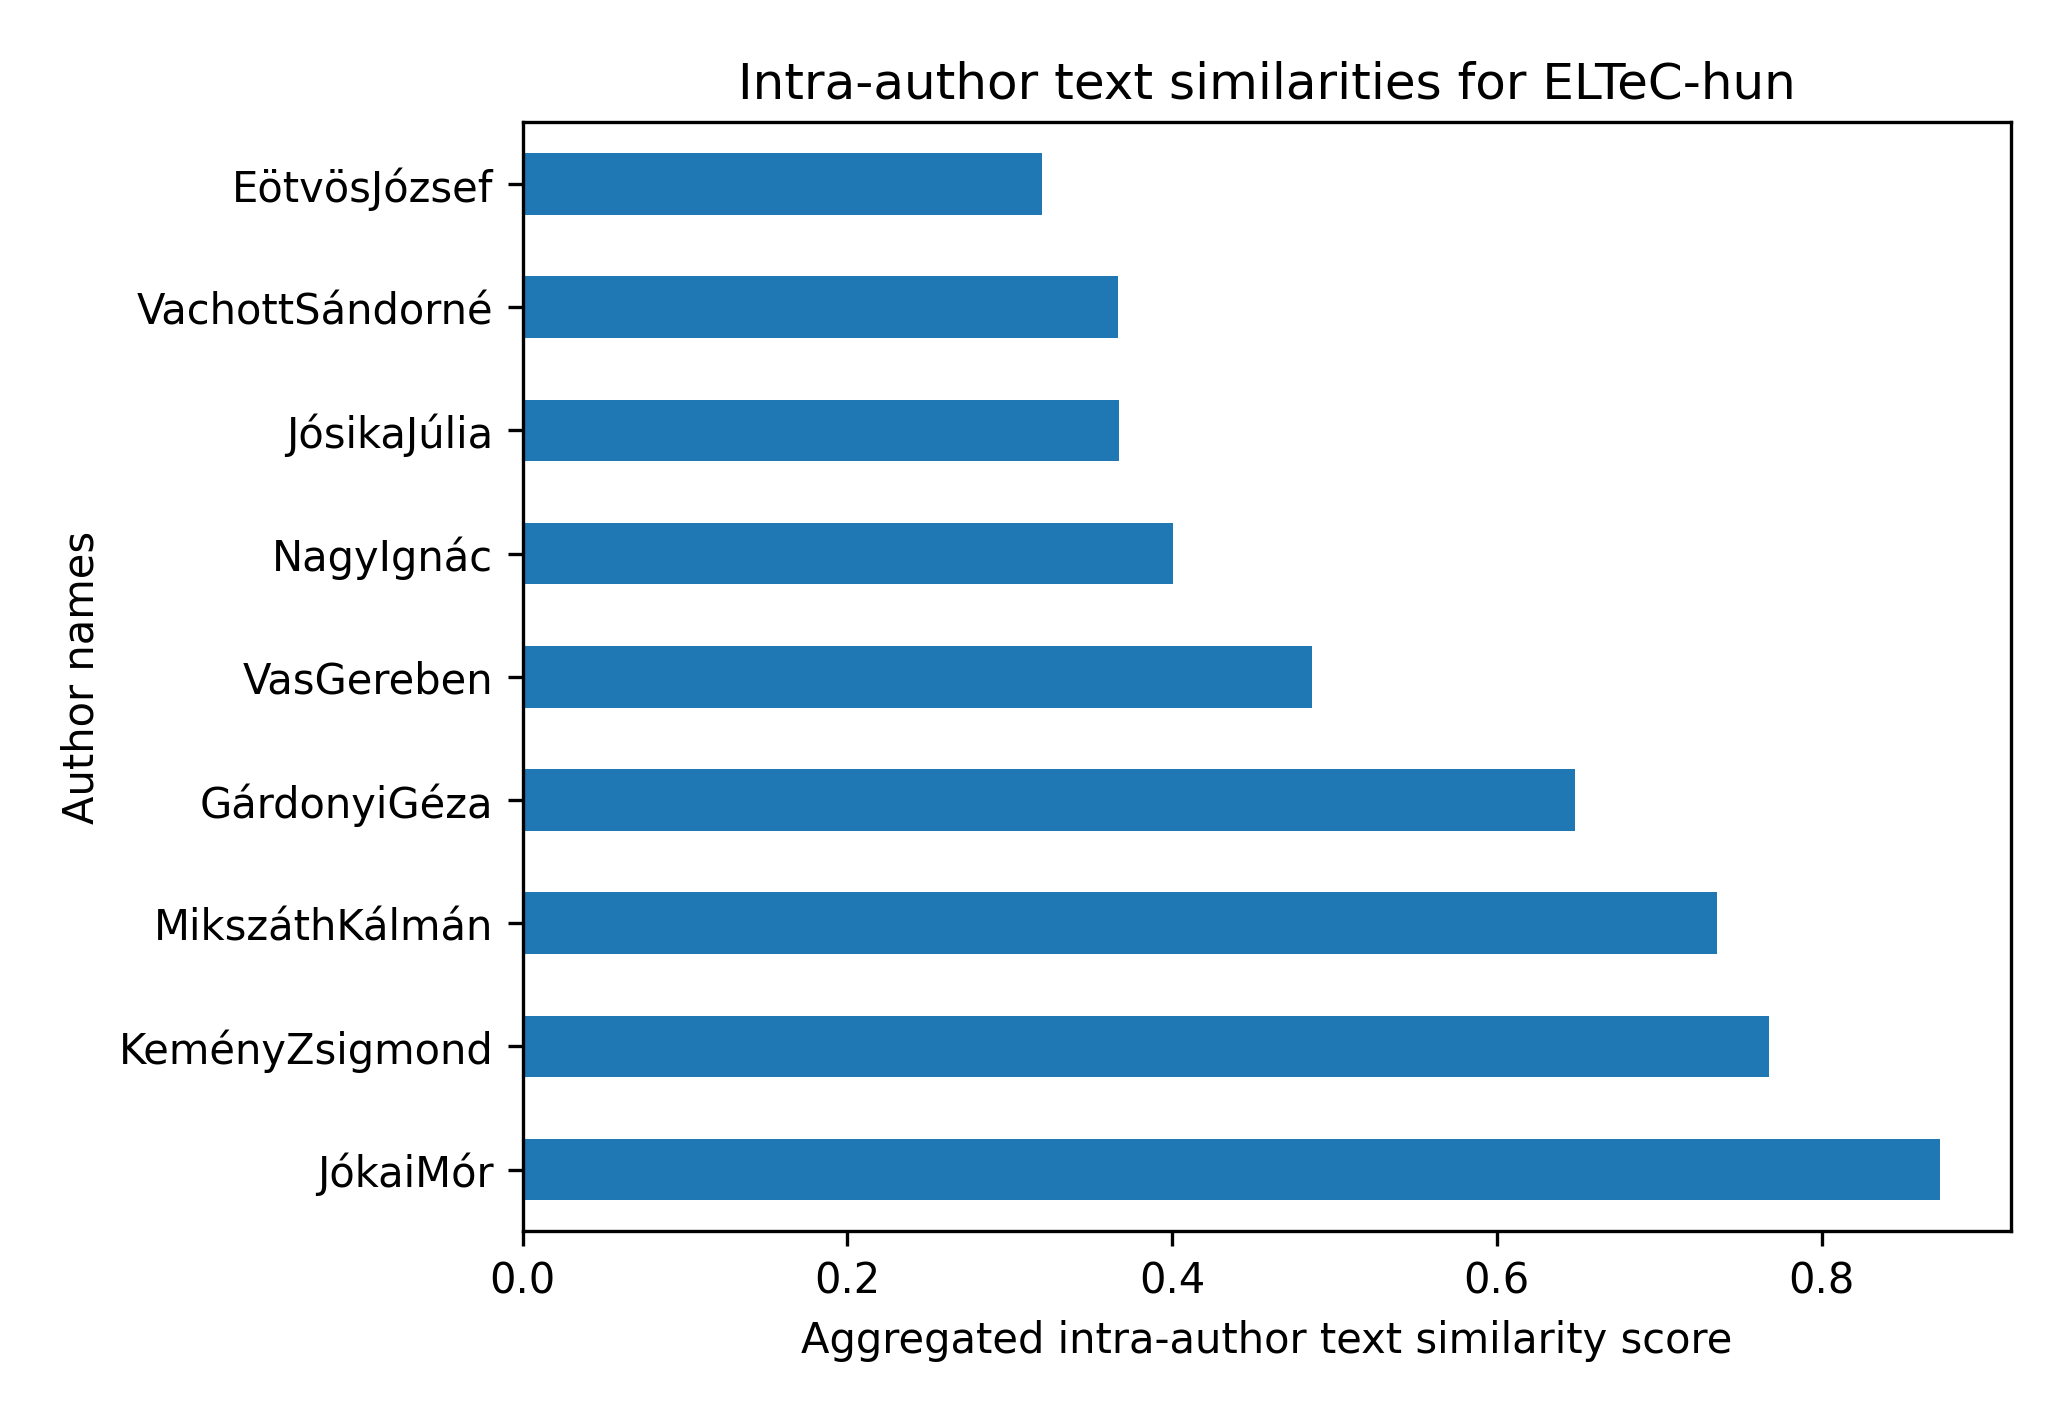 Intra-author text similarities for ELTeC-hun
Author names
EötvösJózsef
VachottSándorné
JósikaJúlia
NagyIgnác
VasGereben
GárdonyiGéza
MikszáthKálmán
KeményZsigmond
JókaiMór
0.0 0.2 0.4 0.6 0.8
Aggregated intra-author text similarity score